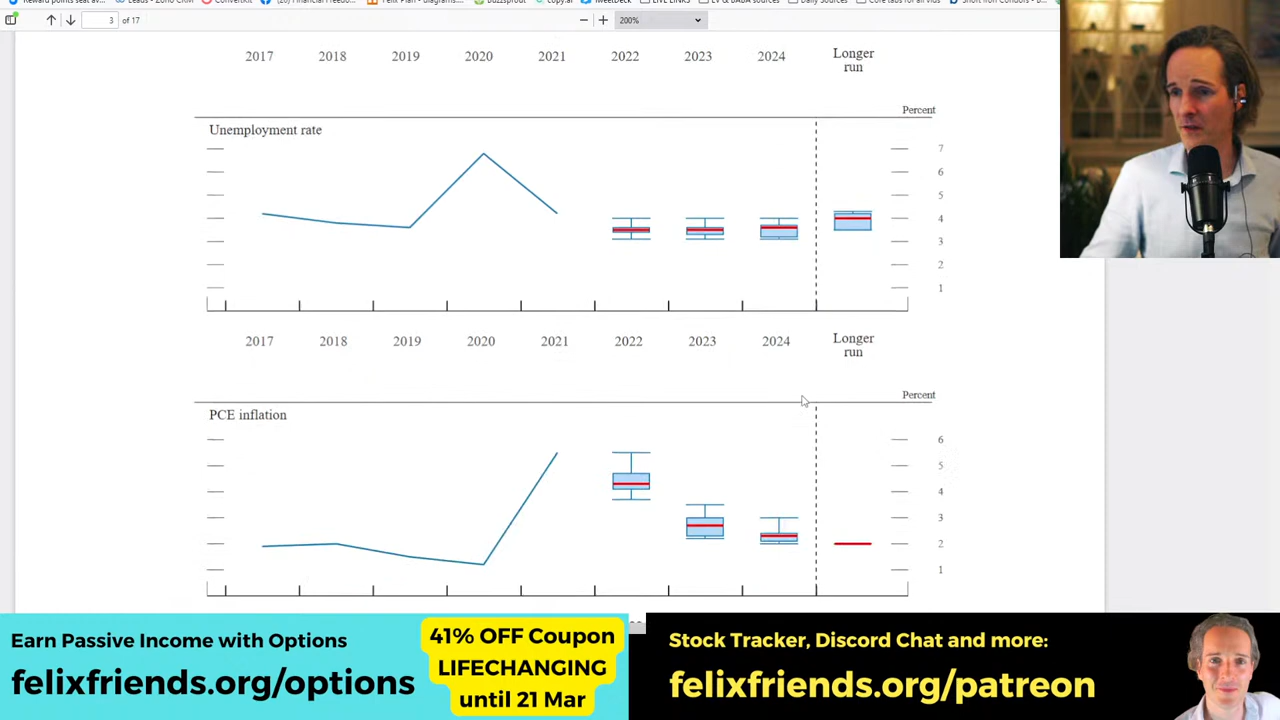 3 of 17
200%
2017 2018 2019 2020 2021 2022 2023 2024 Longer
run
Percent
Unemployment rate
7
6
5
4
3
2
1
2017 2018 2019 2020 2021 2022 2023 2024 Longer
run
Percent
PCE inflation
6
5
4
3
2
1
Earn Passive Income with Options
felixfriends.org/options
41% OFF Coupon
LIFECHANGING
until 21 Mar
Stock Tracker, Discord Chat and more:
felixfriends.org/patreon